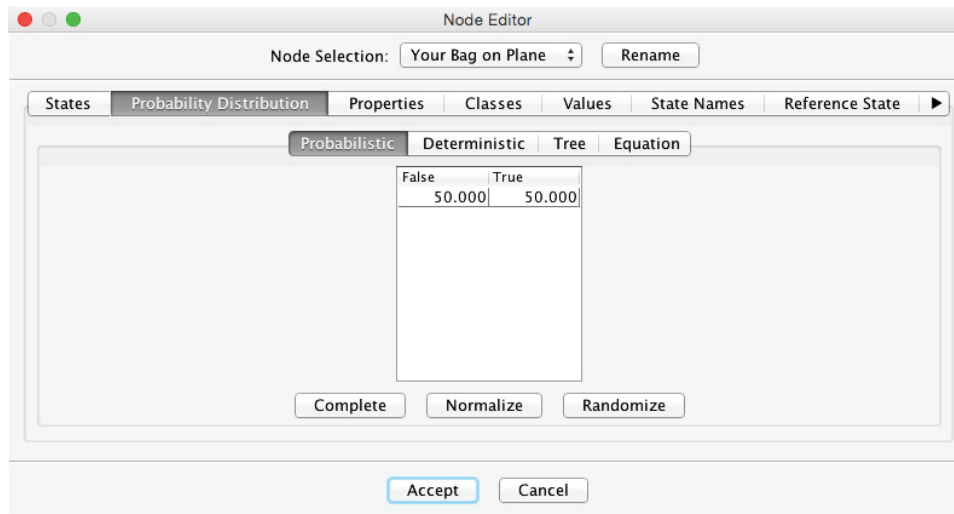 Node Editor
Node Selection: Your Bag on Plane Rename
States Probability Distribution Properties Classes Values State Names Reference State
Probabilistic Deterministic Tree Equation
False True
50.000 50.000
Complete Normalize Randomize
Accept Cancel